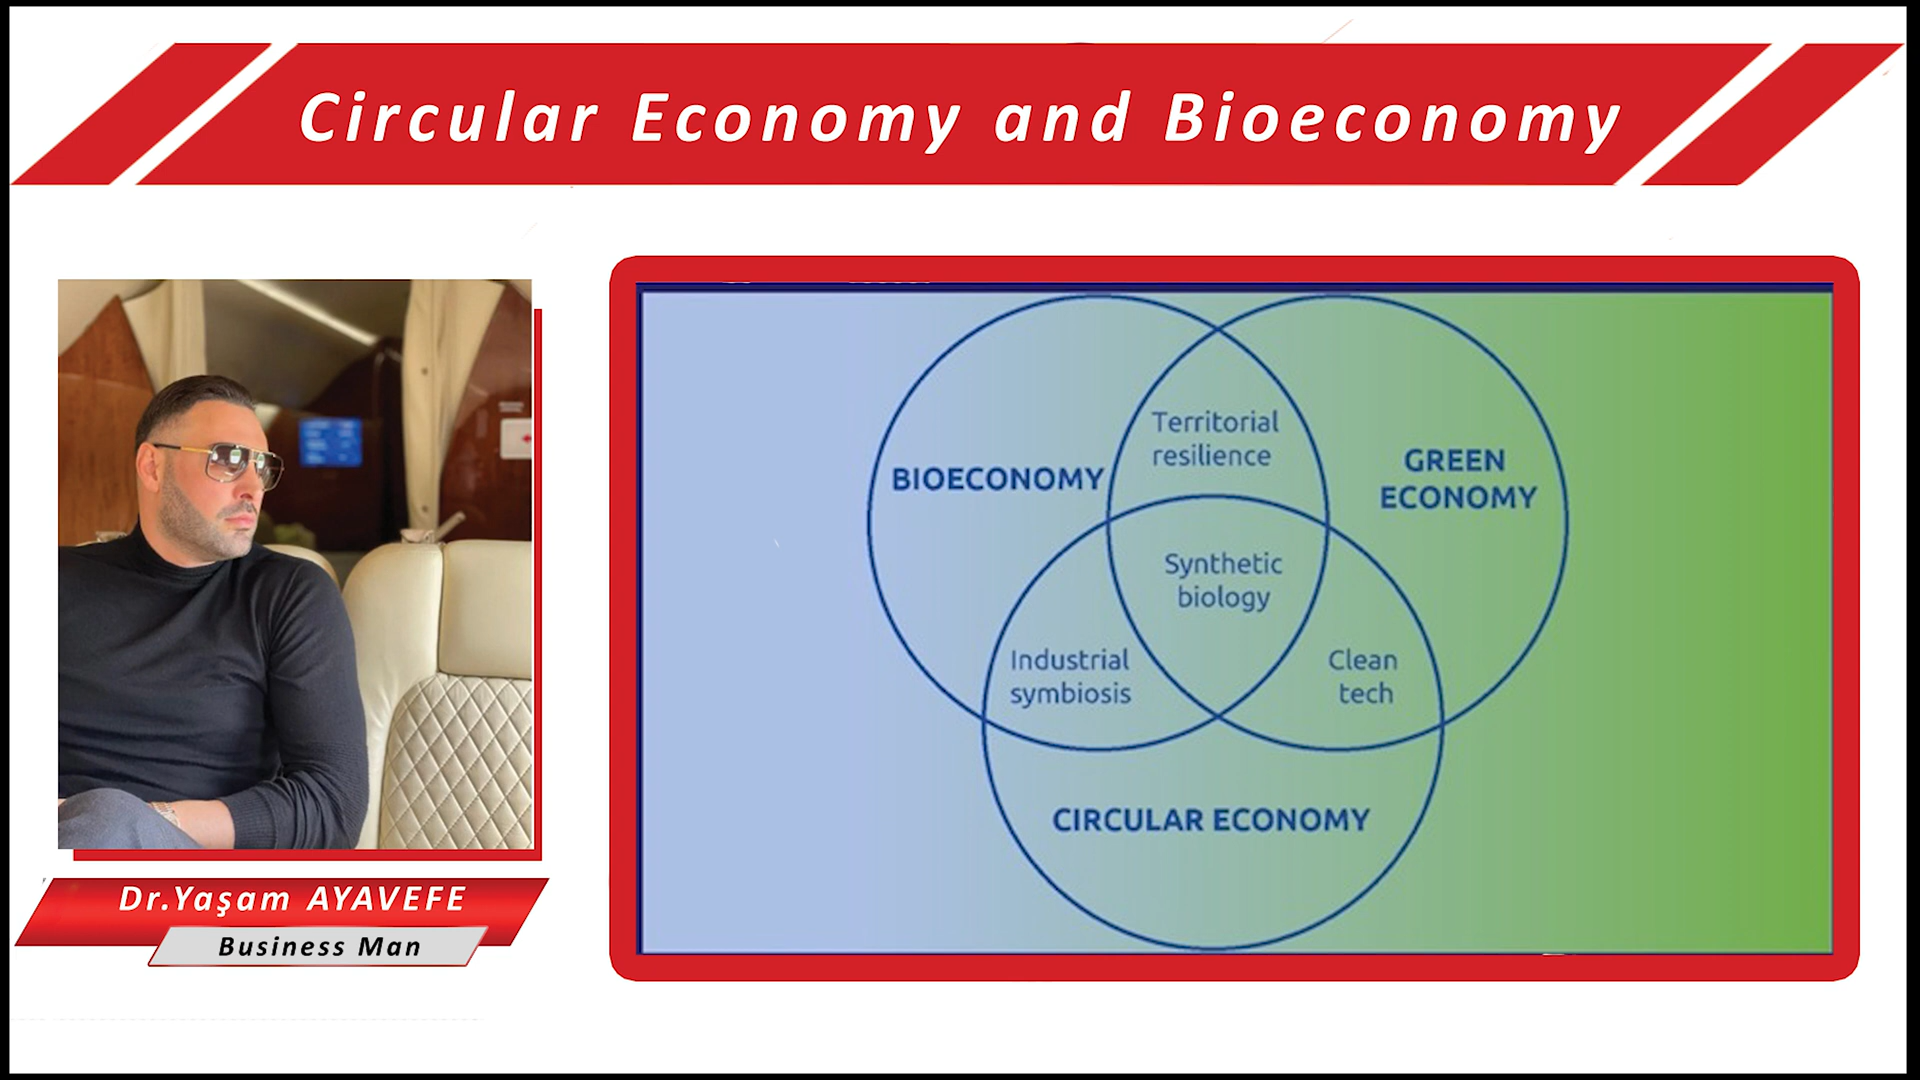 Circular Economy and Bioeconomy
Dr.Yaşam AYAVEFE
Business Man
BIOECONOMY
Territorial
resilience
GREEN
ECONOMY
Synthetic
biology
Industrial
symbiosis
Clean
tech
CIRCULAR ECONOMY